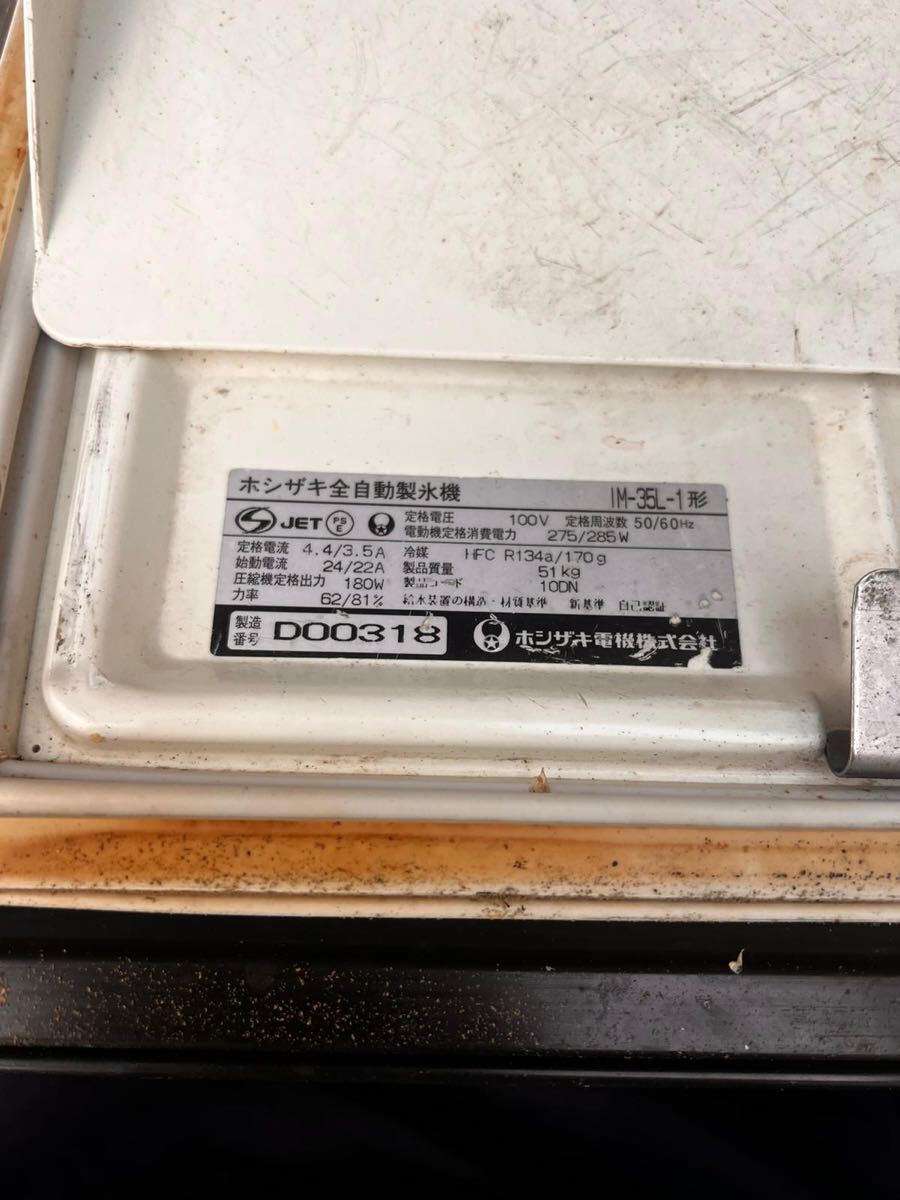 ホシザキ全自動製氷機 IM-35L-1形
JET PSE 定格電圧 100V 定格周波数 50/60Hz
電動機定格消費電力 275/285W
定格電流 4.4/3.5A 冷媒 HFC R134a/170g
始動電流 24/22A 製品質量 51kg
圧縮機定格出力 180W 製品コード 10DN
力率 62/81% 給水装置の構造・材質基準 新基準 自己認証
製造番号 D00318 ホシザキ電機株式会社